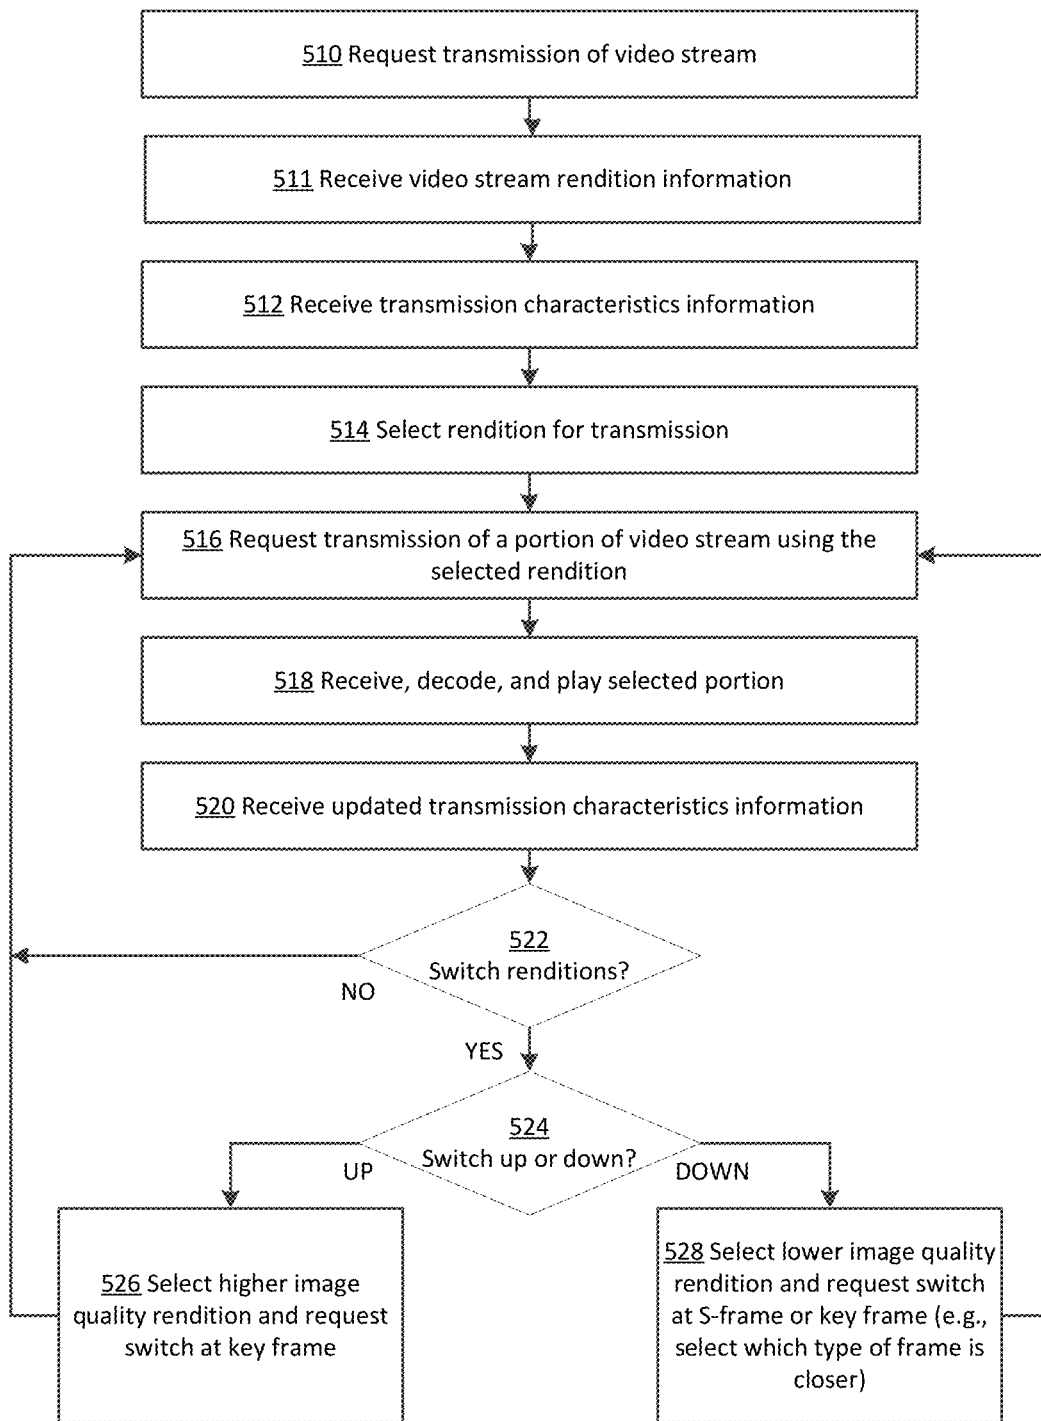 510 Request transmission of video stream
511 Receive video stream rendition information
512 Receive transmission characteristics information
514 Select rendition for transmission
516 Request transmission of a portion of video stream using the
selected rendition
518 Receive, decode, and play selected portion
520 Receive updated transmission characteristics information
522
Switch renditions?
NO
YES
524
Switch up or down?
UP
DOWN
526 Select higher image
quality rendition and request
switch at key frame
528 Select lower image quality
rendition and request switch
at S-frame or key frame (e.g.,
select which type of frame is
closer)